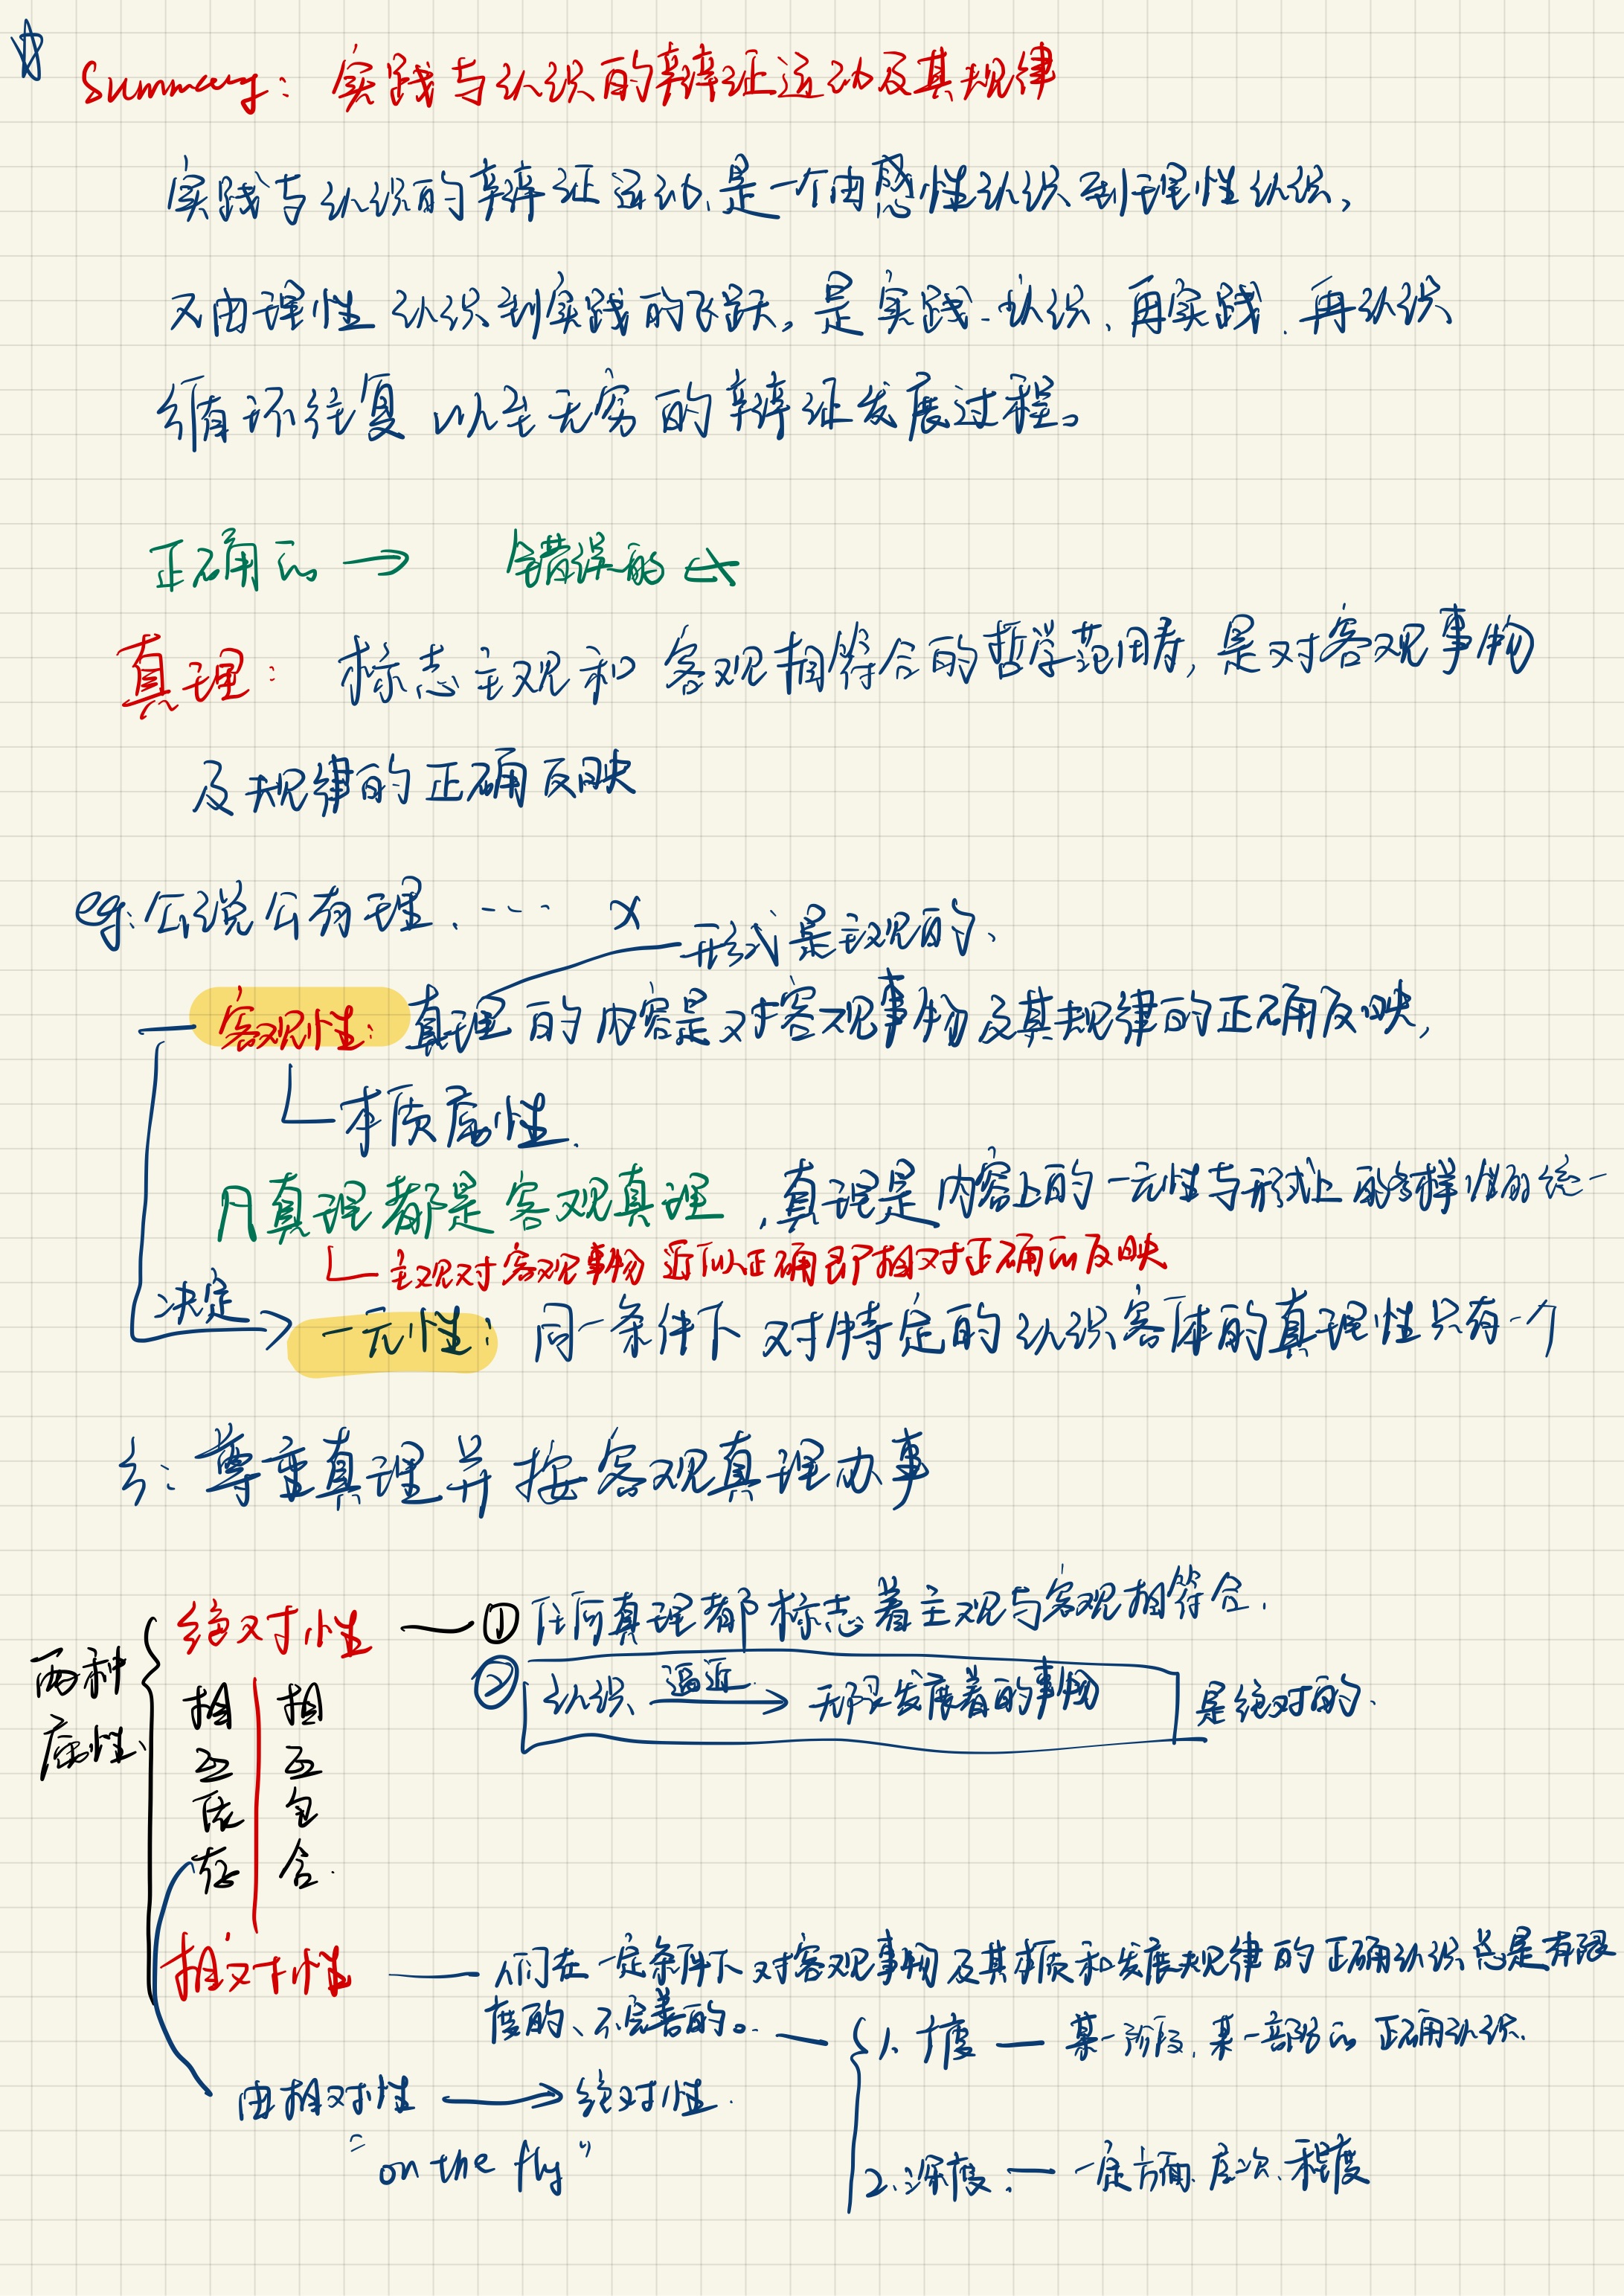 Summary: 实践与认识的辩证运动及其规律
实践与认识的辩证运动,是一个由感性认识到理性认识,
又由理性认识到实践的飞跃,是实践、认识、再实践、再认识
循环往复以至无穷的辩证发展过程。
正确的 → 错误的 ×
真理: 标志主观和客观相符合的哲学范围畴,是对客观事物
及规律的正确反映
eg:公说公有理、…… ×
形式是主观的、
客观性: 真理的内容是对客观事物及其规律的正确反映,
本质属性.
凡真理都是客观真理,真理是内容上的一元性与形式上的多样性的统一
主观对客观事物近似正确即相对正确的反映
决定
一元性: 同一条件下对特定的认识客体的真理性只有一个
: 尊重真理并按客观真理办事
两种
属性
绝对性 — ① 任何真理都标志着主观与客观相符合.
② 认识 逼近 → 无限发展着的事物 是绝对的.
相互依存
相互包含.
相对性 — 人们在一定条件下对客观事物及其本质和发展规律的正确认识总是有限
度的、不完善的。
1. 广度 — 某一阶段,某一部分的正确认识.
由相对性 → 绝对性.
"on the fly"
2. 深度: — 一定方面、层次、程度